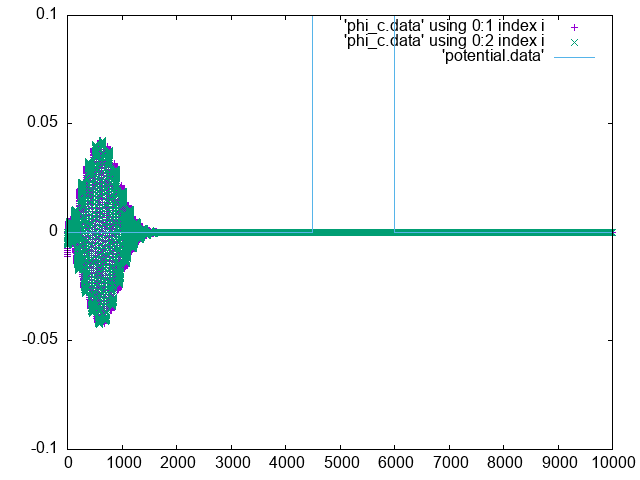 0.1
'phi_c.data' using 0:1 index i
'phi_c.data' using 0:2 index i
'potential.data'
0.05
0
-0.05
-0.1
0 1000 2000 3000 4000 5000 6000 7000 8000 9000 10000